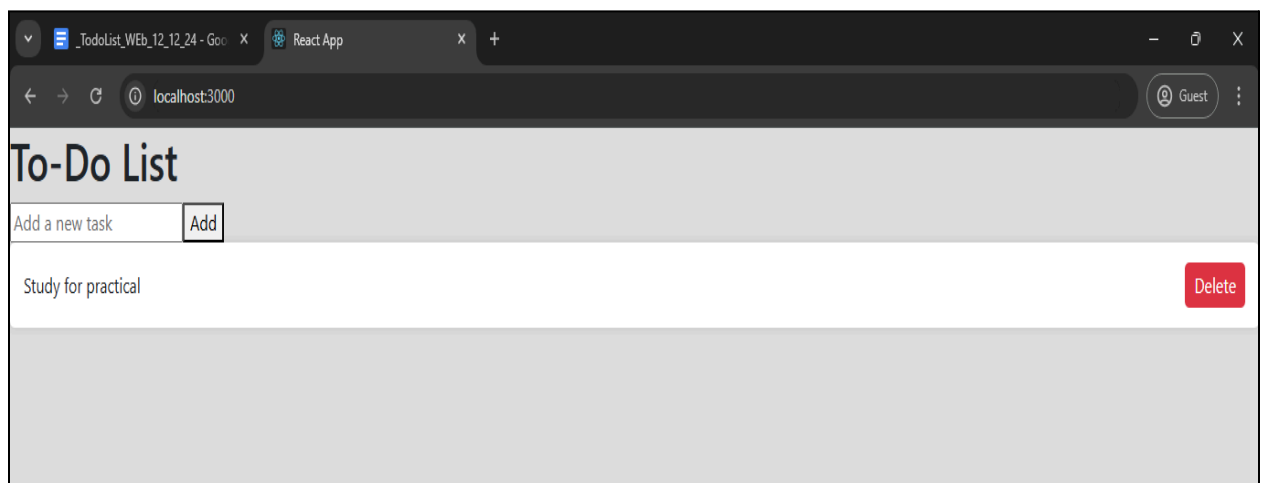 _TodoList_WEb_12_12_24 - Goo
React App
localhost:3000
Guest
To-Do List
Add a new task
Add
Study for practical
Delete